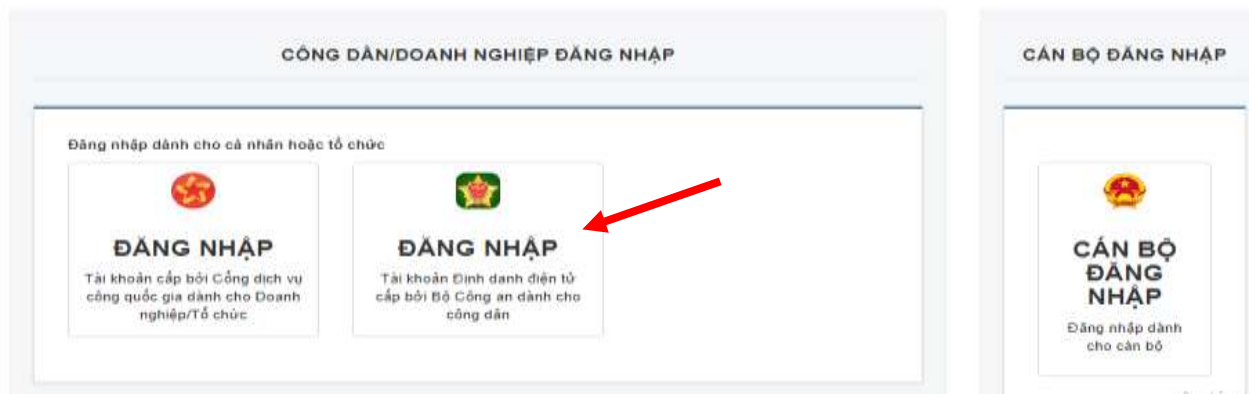 CÔNG DÂN/DOANH NGHIỆP ĐĂNG NHẬP
Đăng nhập dành cho cá nhân hoặc tổ chức
ĐĂNG NHẬP
Tài khoản cấp bởi Cổng dịch vụ
công quốc gia dành cho Doanh
nghiệp/Tổ chức
ĐĂNG NHẬP
Tài khoản Định danh điện tử
cấp bởi Bộ Công an dành cho
công dân
CÁN BỘ ĐĂNG NHẬP
CÁN BỘ
ĐĂNG
NHẬP
Đăng nhập dành
cho cán bộ